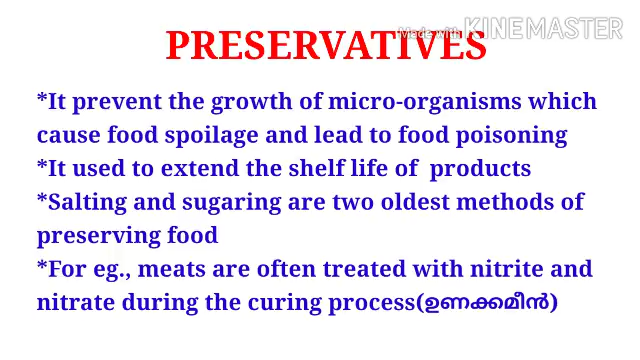 Made with KINEMASTER
PRESERVATIVES
*It prevent the growth of micro-organisms which
cause food spoilage and lead to food poisoning
*It used to extend the shelf life of products
*Salting and sugaring are two oldest methods of
preserving food
*For eg., meats are often treated with nitrite and
nitrate during the curing process(ഉണക്കമീൻ)